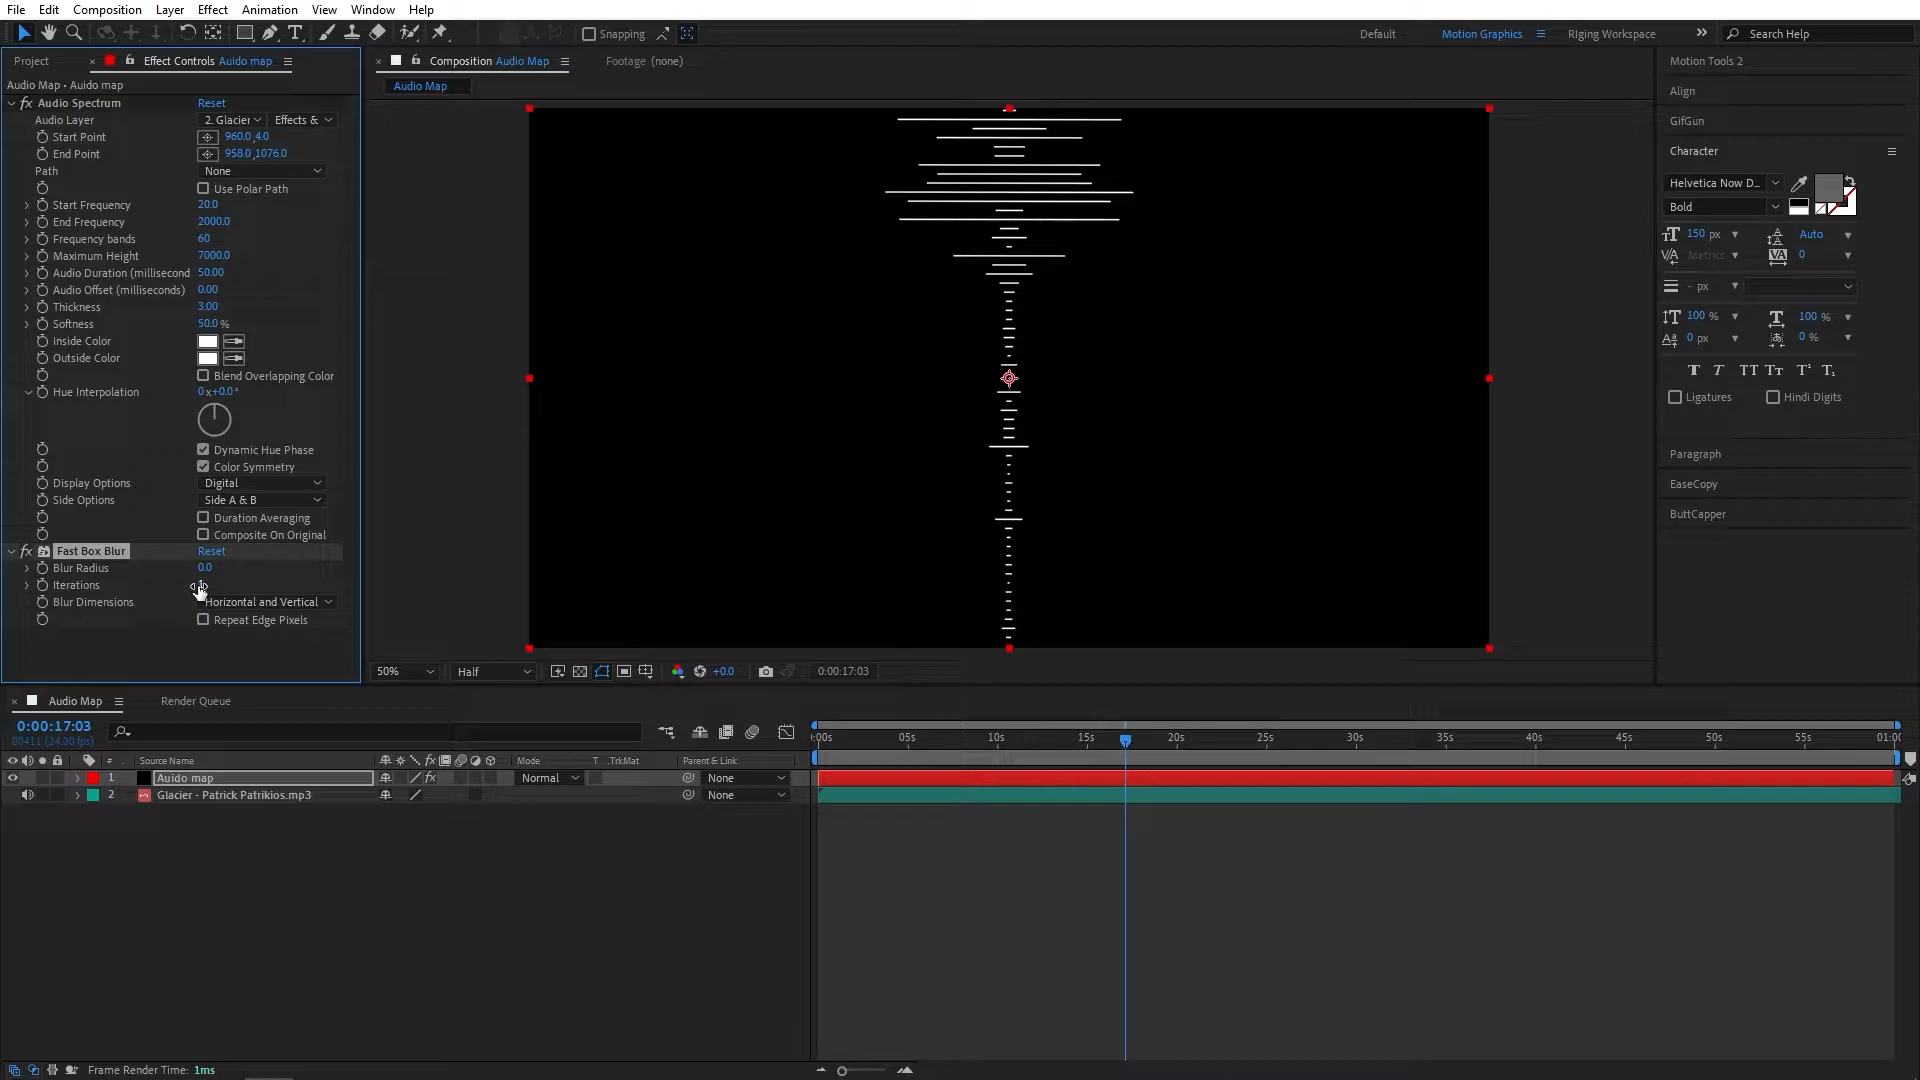 File Edit Composition Layer Effect Animation View Window Help
Snapping
Default Motion Graphics Riging Workspace Search Help
Project Effect Controls Auido map
Audio Map • Auido map
Audio Spectrum Reset
Audio Layer 2. Glacier Effects &
Start Point 960.0,4.0
End Point 958.0,1076.0
Path None
Use Polar Path
Start Frequency 20.0
End Frequency 2000.0
Frequency bands 60
Maximum Height 7000.0
Audio Duration (millisecond 50.00
Audio Offset (milliseconds) 0.00
Thickness 3.00
Softness 50.0 %
Inside Color
Outside Color
Blend Overlapping Color
Hue Interpolation 0x+0.0°
Dynamic Hue Phase
Color Symmetry
Display Options Digital
Side Options Side A & B
Duration Averaging
Composite On Original
Fast Box Blur Reset
Blur Radius 0.0
Iterations
Blur Dimensions Horizontal and Vertical
Repeat Edge Pixels
Composition Audio Map Footage (none)
Audio Map
50% Half +0.0 0:00:17:03
Motion Tools 2
Align
GifGun
Character
Helvetica Now D...
Bold
150 px Auto
Metrics 0
- px
100 % 100 %
0 px 0 %
T T TT Tt T¹ T₁
Ligatures Hindi Digits
Paragraph
EaseCopy
ButtCapper
Audio Map Render Queue
0:00:17:03
00411 (24.00 fps)
# Source Name Mode T .TrkMat Parent & Link
1 Auido map Normal None
2 Glacier - Patrick Patrikios.mp3 None
):00s 05s 10s 15s 20s 25s 30s 35s 40s 45s 50s 55s 01:0(
Frame Render Time: 1ms